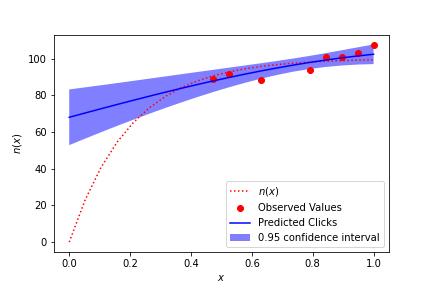 100
80
60
40
20
0
n(x)
0.0 0.2 0.4 0.6 0.8 1.0
x
n(x)
Observed Values
Predicted Clicks
0.95 confidence interval